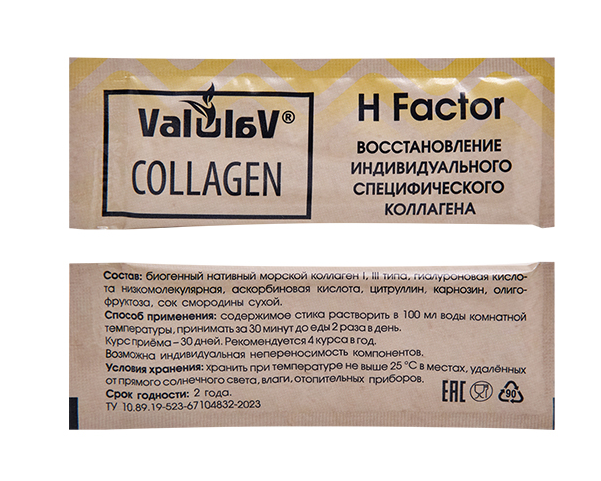 ValulaV®
COLLAGEN
H Factor
ВОССТАНОВЛЕНИЕ
ИНДИВИДУАЛЬНОГО
СПЕЦИФИЧЕСКОГО
КОЛЛАГЕНА
Состав: биогенный нативный морской коллаген I, III типа, гиалуроновая кисло-
та низкомолекулярная, аскорбиновая кислота, цитруллин, карнозин, олиго-
фруктоза, сок смородины сухой.
Способ применения: содержимое стика растворить в 100 мл воды комнатной
температуры, принимать за 30 минут до еды 2 раза в день.
Курс приёма – 30 дней. Рекомендуется 4 курса в год.
Возможна индивидуальная непереносимость компонентов.
Условия хранения: хранить при температуре не выше 25 °С в местах, удалённых
от прямого солнечного света, влаги, отопительных приборов.
Срок годности: 2 года.
ТУ 10.89.19-523-67104832-2023
EAC
90